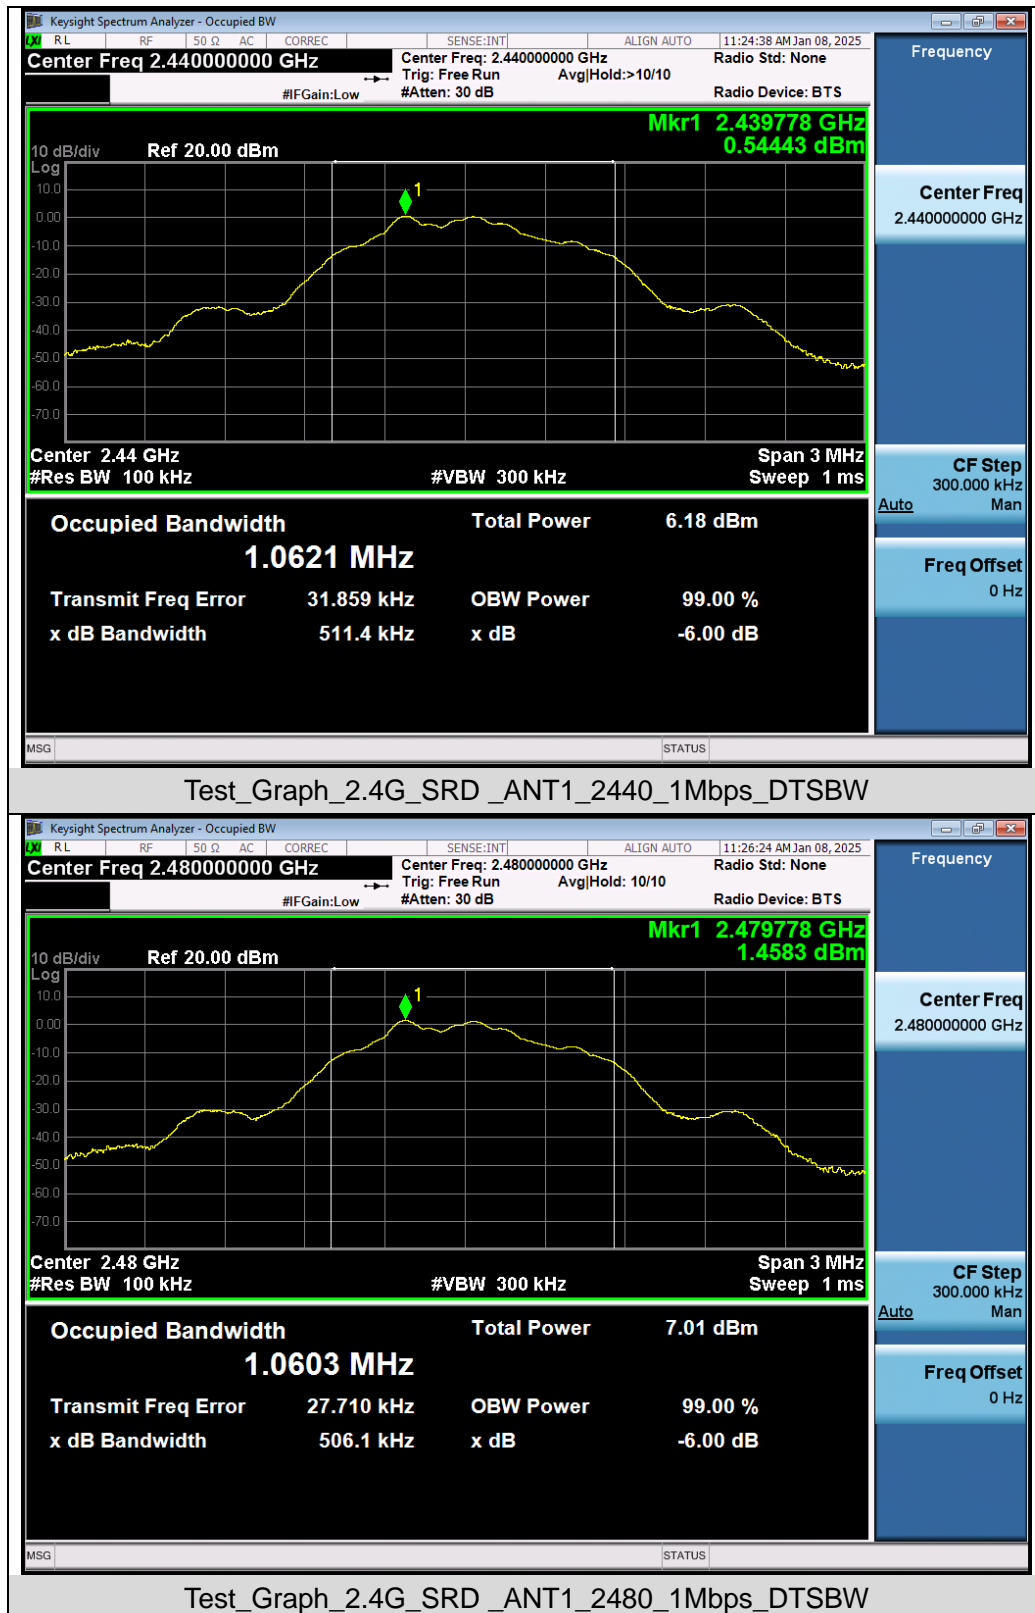 Keysight Spectrum Analyzer - Occupied BW
LXI RL RF 50 Ω AC CORREC SENSE:INT ALIGN AUTO 11:24:38 AM Jan 08, 2025
Center Freq 2.440000000 GHz
Center Freq: 2.440000000 GHz
Radio Std: None
Trig: Free Run Avg|Hold:>10/10
#IFGain:Low
#Atten: 30 dB
Radio Device: BTS
Frequency
Mkr1 2.439778 GHz
0.54443 dBm
10 dB/div Ref 20.00 dBm
Log
10.0
0.00
-10.0
-20.0
-30.0
-40.0
-50.0
-60.0
-70.0
1
Center 2.44 GHz
Span 3 MHz
#Res BW 100 kHz
#VBW 300 kHz
Sweep 1 ms
Center Freq
2.440000000 GHz
CF Step
300.000 kHz
Auto Man
Freq Offset
0 Hz
Occupied Bandwidth
Total Power 6.18 dBm
1.0621 MHz
Transmit Freq Error 31.859 kHz OBW Power 99.00 %
x dB Bandwidth 511.4 kHz x dB -6.00 dB
MSG STATUS
Test_Graph_2.4G_SRD _ANT1_2440_1Mbps_DTSBW
Keysight Spectrum Analyzer - Occupied BW
LXI RL RF 50 Ω AC CORREC SENSE:INT ALIGN AUTO 11:26:24 AM Jan 08, 2025
Center Freq 2.480000000 GHz
Center Freq: 2.480000000 GHz
Radio Std: None
Trig: Free Run Avg|Hold: 10/10
#IFGain:Low
#Atten: 30 dB
Radio Device: BTS
Frequency
Mkr1 2.479778 GHz
1.4583 dBm
10 dB/div Ref 20.00 dBm
Log
10.0
0.00
-10.0
-20.0
-30.0
-40.0
-50.0
-60.0
-70.0
1
Center 2.48 GHz
Span 3 MHz
#Res BW 100 kHz
#VBW 300 kHz
Sweep 1 ms
Center Freq
2.480000000 GHz
CF Step
300.000 kHz
Auto Man
Freq Offset
0 Hz
Occupied Bandwidth
Total Power 7.01 dBm
1.0603 MHz
Transmit Freq Error 27.710 kHz OBW Power 99.00 %
x dB Bandwidth 506.1 kHz x dB -6.00 dB
MSG STATUS
Test_Graph_2.4G_SRD _ANT1_2480_1Mbps_DTSBW